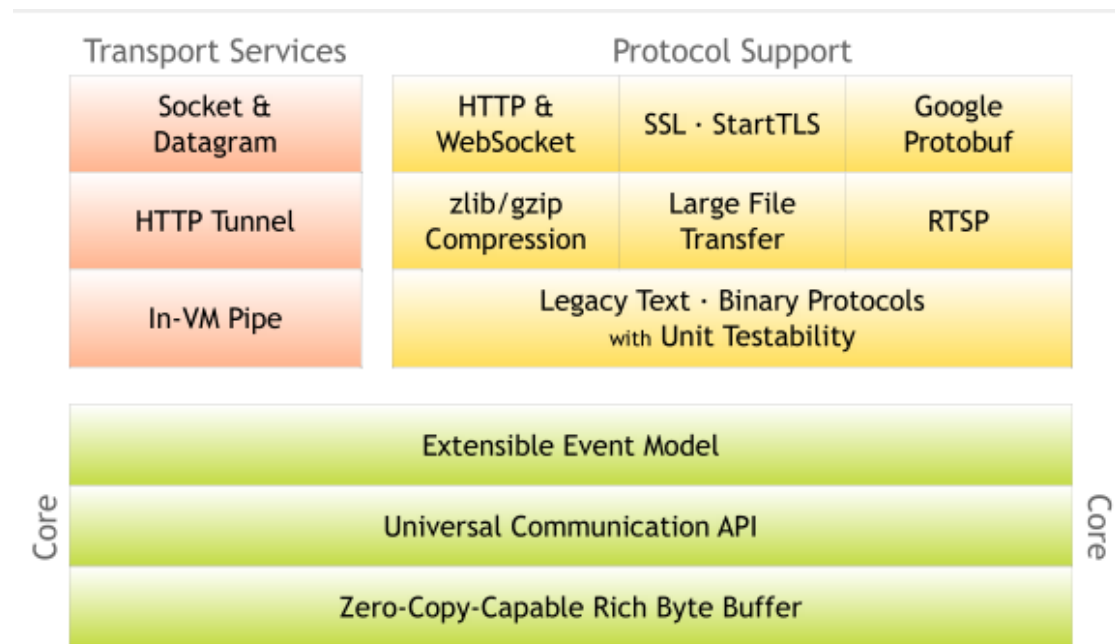 Transport Services
Protocol Support
Socket &
Datagram
HTTP &
WebSocket
SSL · StartTLS
Google
Protobuf
HTTP Tunnel
zlib/gzip
Compression
Large File
Transfer
RTSP
In-VM Pipe
Legacy Text · Binary Protocols
with Unit Testability
Core
Extensible Event Model
Universal Communication API
Zero-Copy-Capable Rich Byte Buffer
Core